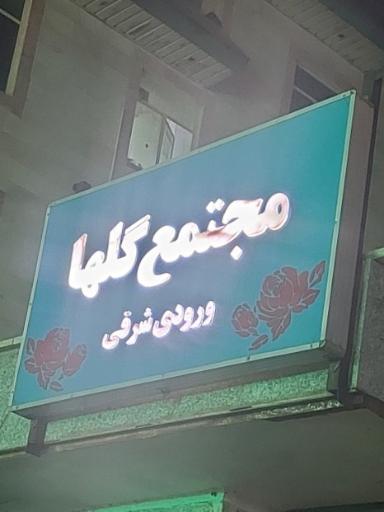 مجتمع گلها
ورودی شرقی